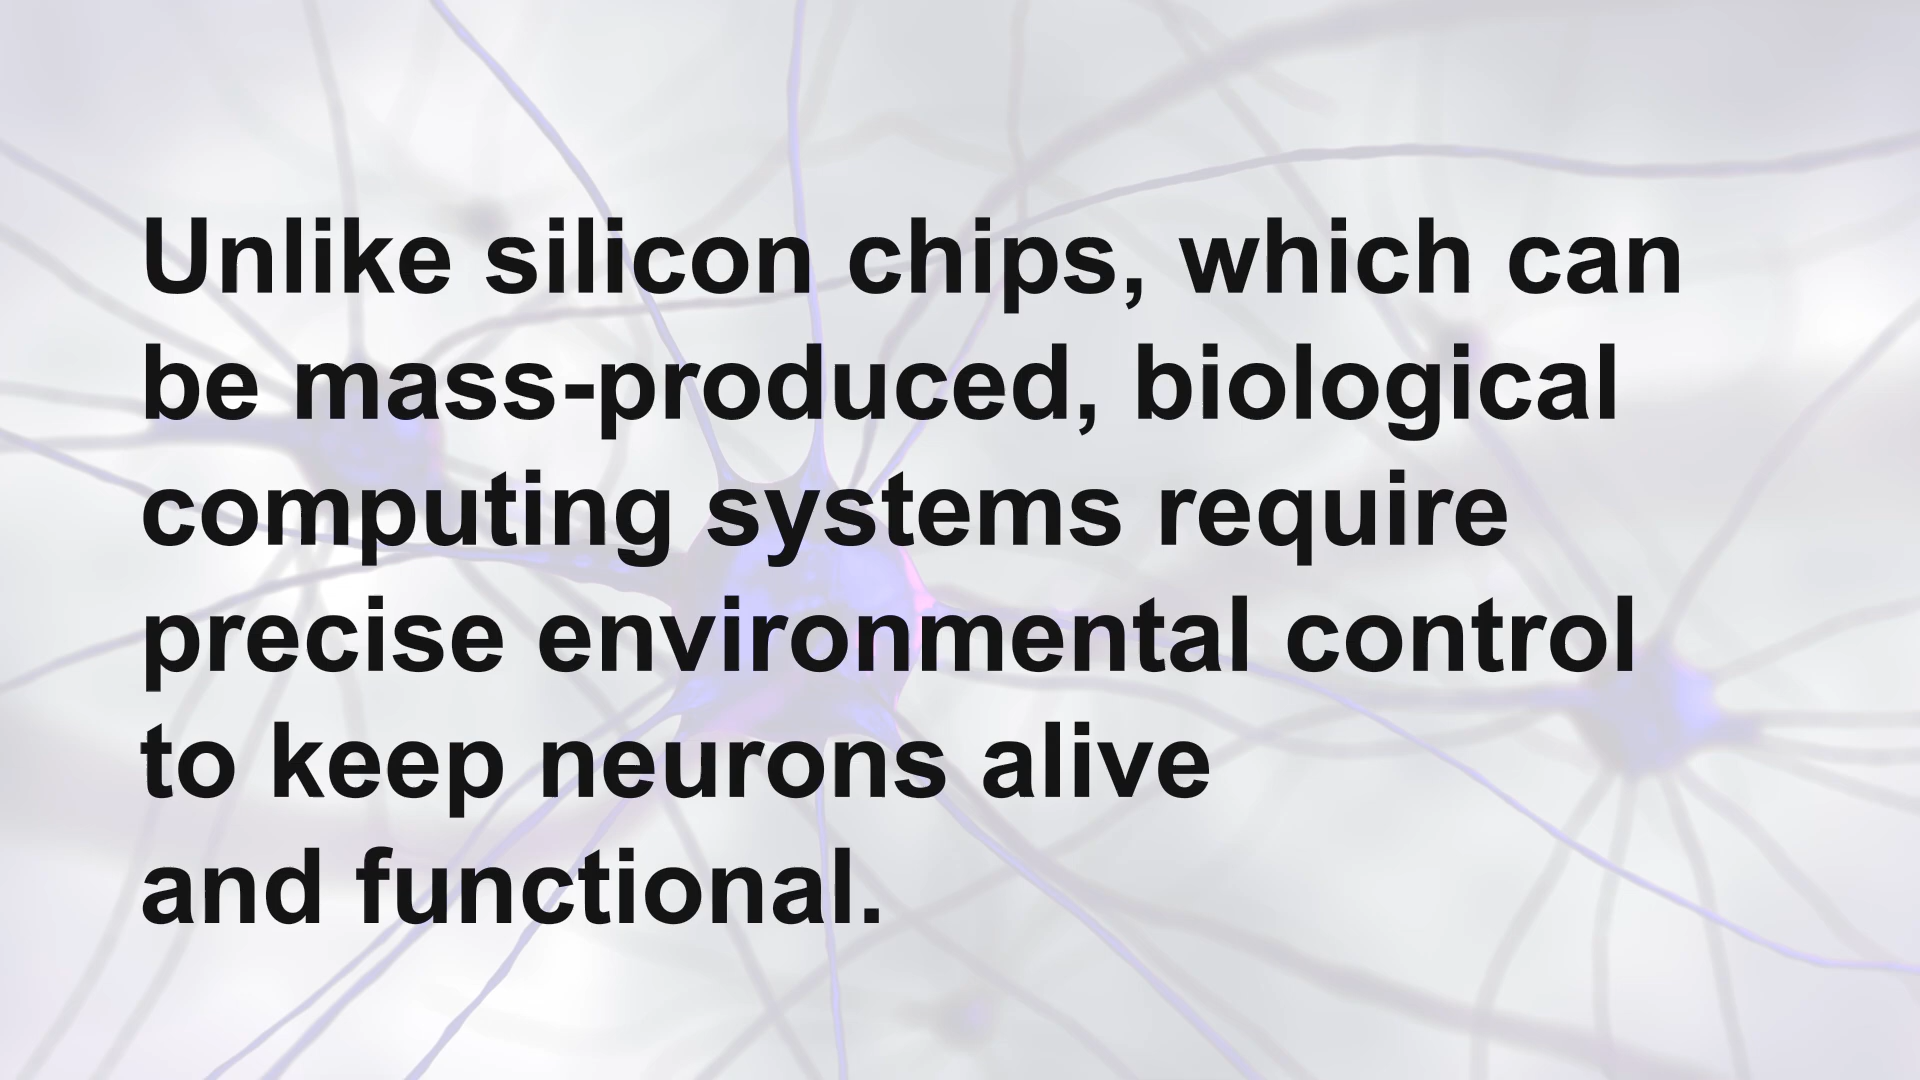 Unlike silicon chips, which can
be mass-produced, biological
computing systems require
precise environmental control
to keep neurons alive
and functional.